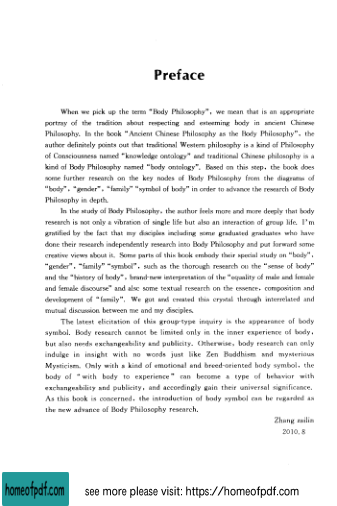 Preface
When we pick up the term "Body Philosophy", we mean that is an appropriate
portray of the tradition about respecting and esteeming body in ancient Chinese
Philosophy. In the book "Ancient Chinese Philosophy as the Body Philosophy", the
author definitely points out that traditional Western philosophy is a kind of Philosophy
of Consciousness named "knowledge ontology" and traditional Chinese philosophy is a
kind of Body Philosophy named "body ontology". Based on this step, the book does
some further research on the key nodes of Body Philosophy from the diagrams of
"body", "gender", "family" "symbol of body" in order to advance the research of Body
Philosophy in depth.
In the study of Body Philosophy, the author feels more and more deeply that body
research is not only a vibration of single life but also an interaction of group life. I'm
gratified by the fact that my disciples including some graduated graduates who have
done their research independently research into Body Philosophy and put forward some
creative views about it. Some parts of this book embody their special study on "body",
"gender", "family" "symbol", such as the thorough research on the "sense of body"
and the "history of body", brand-new interpretation of the "equality of male and female
and female discourse" and also some textual research on the essence, composition and
development of "family". We got and created this crystal through interrelated and
mutual discussion between me and my disciples.
The latest elicitation of this group-type inquiry is the appearance of body
symbol. Body research cannot be limited only in the inner experience of body,
but also needs exchangeability and publicity. Otherwise, body research can only
indulge in insight with no words just like Zen Buddhism and mysterious
Mysticism. Only with a kind of emotional and breed-oriented body symbol, the
body of "with body to experience" can become a type of behavior with
exchangeability and publicity, and accordingly gain their universal significance.
As this book is concerned, the introduction of body symbol can be regarded as
the new advance of Body Philosophy research.
Zhang zailin
2010. 8
homeofpdf.com
see more please visit: https://homeofpdf.com